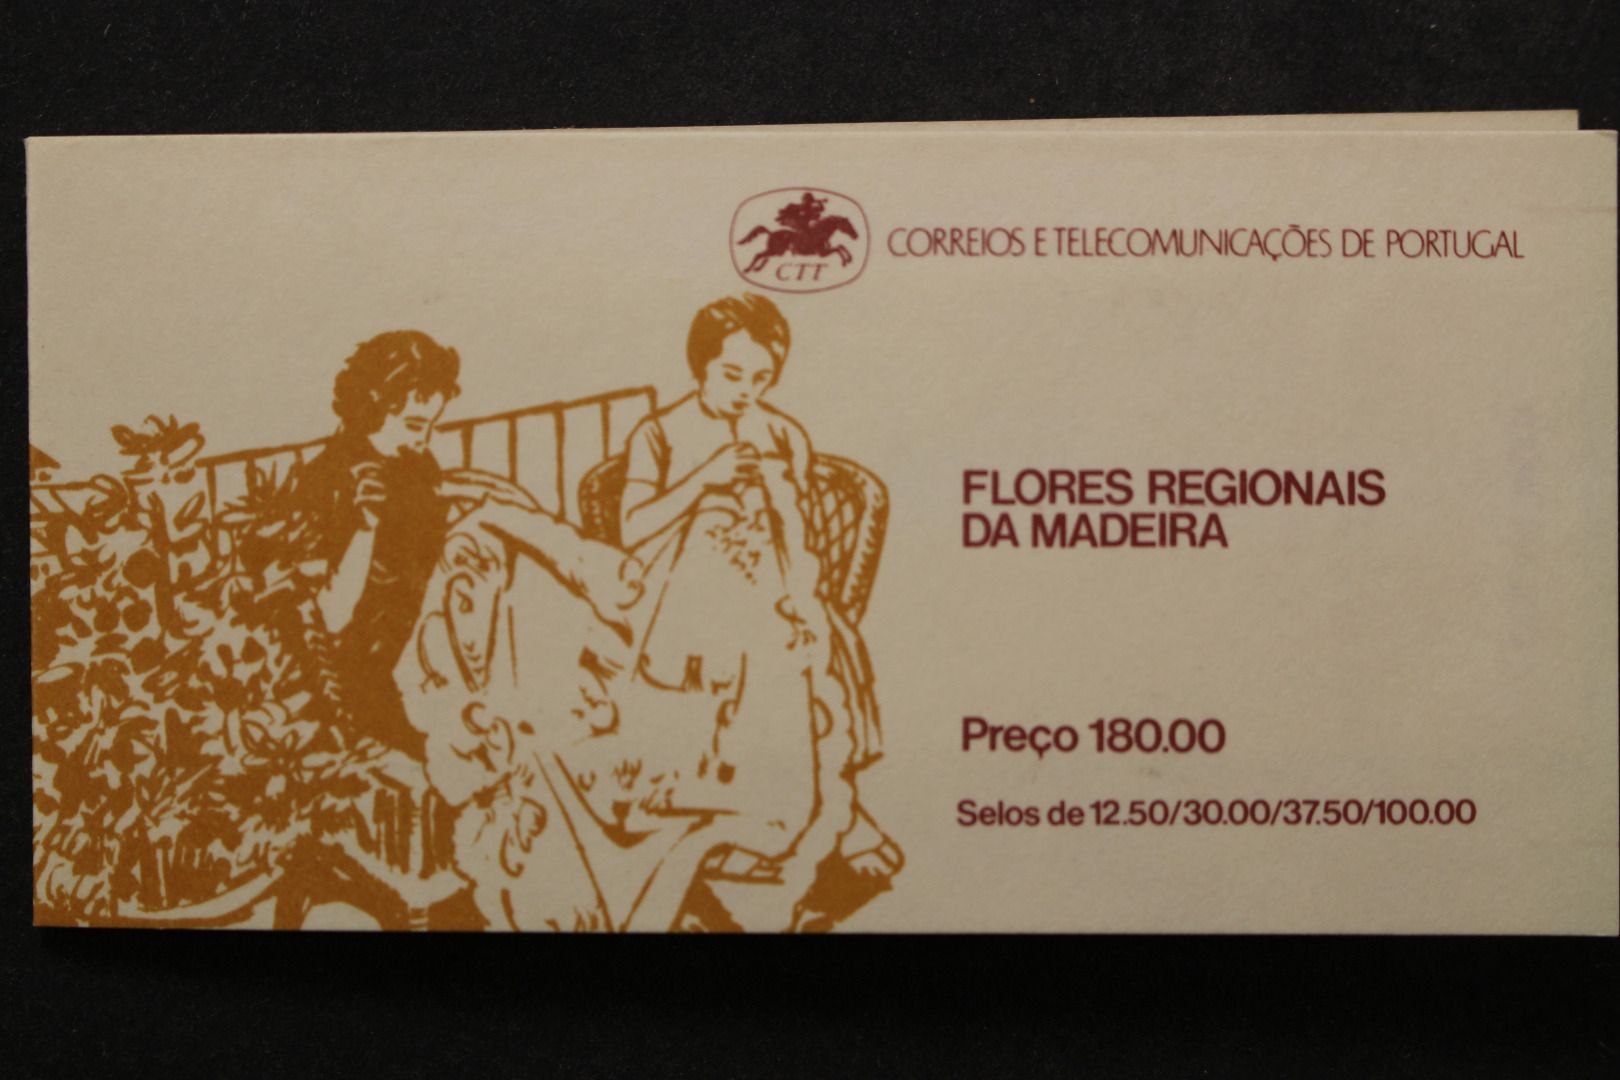 CTT
CORREIOS E TELECOMUNICAÇÕES DE PORTUGAL
FLORES REGIONAIS
DA MADEIRA
Preço 180.00
Selos de 12.50/30.00/37.50/100.00